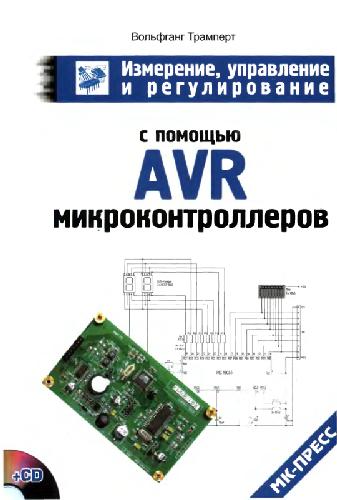 Вольфганг Трамперт
Измерение, управление
и регулирование
с помощью
AVR
микроконтроллеров
+CD
МК-ПРЕСС